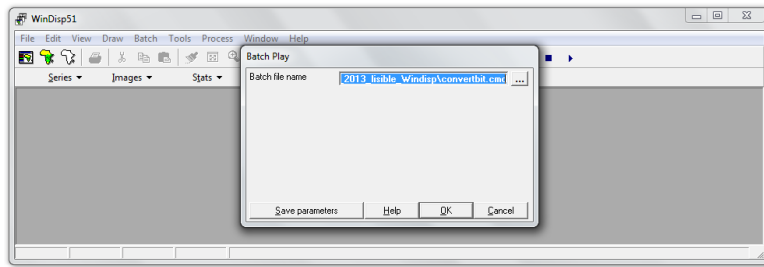 WinDisp51
File Edit View Draw Batch Tools Process Window Help
Batch Play
Series Images Stats
Batch file name 2013_lisible_Windisp\convertbit.cmd ...
Save parameters Help OK Cancel